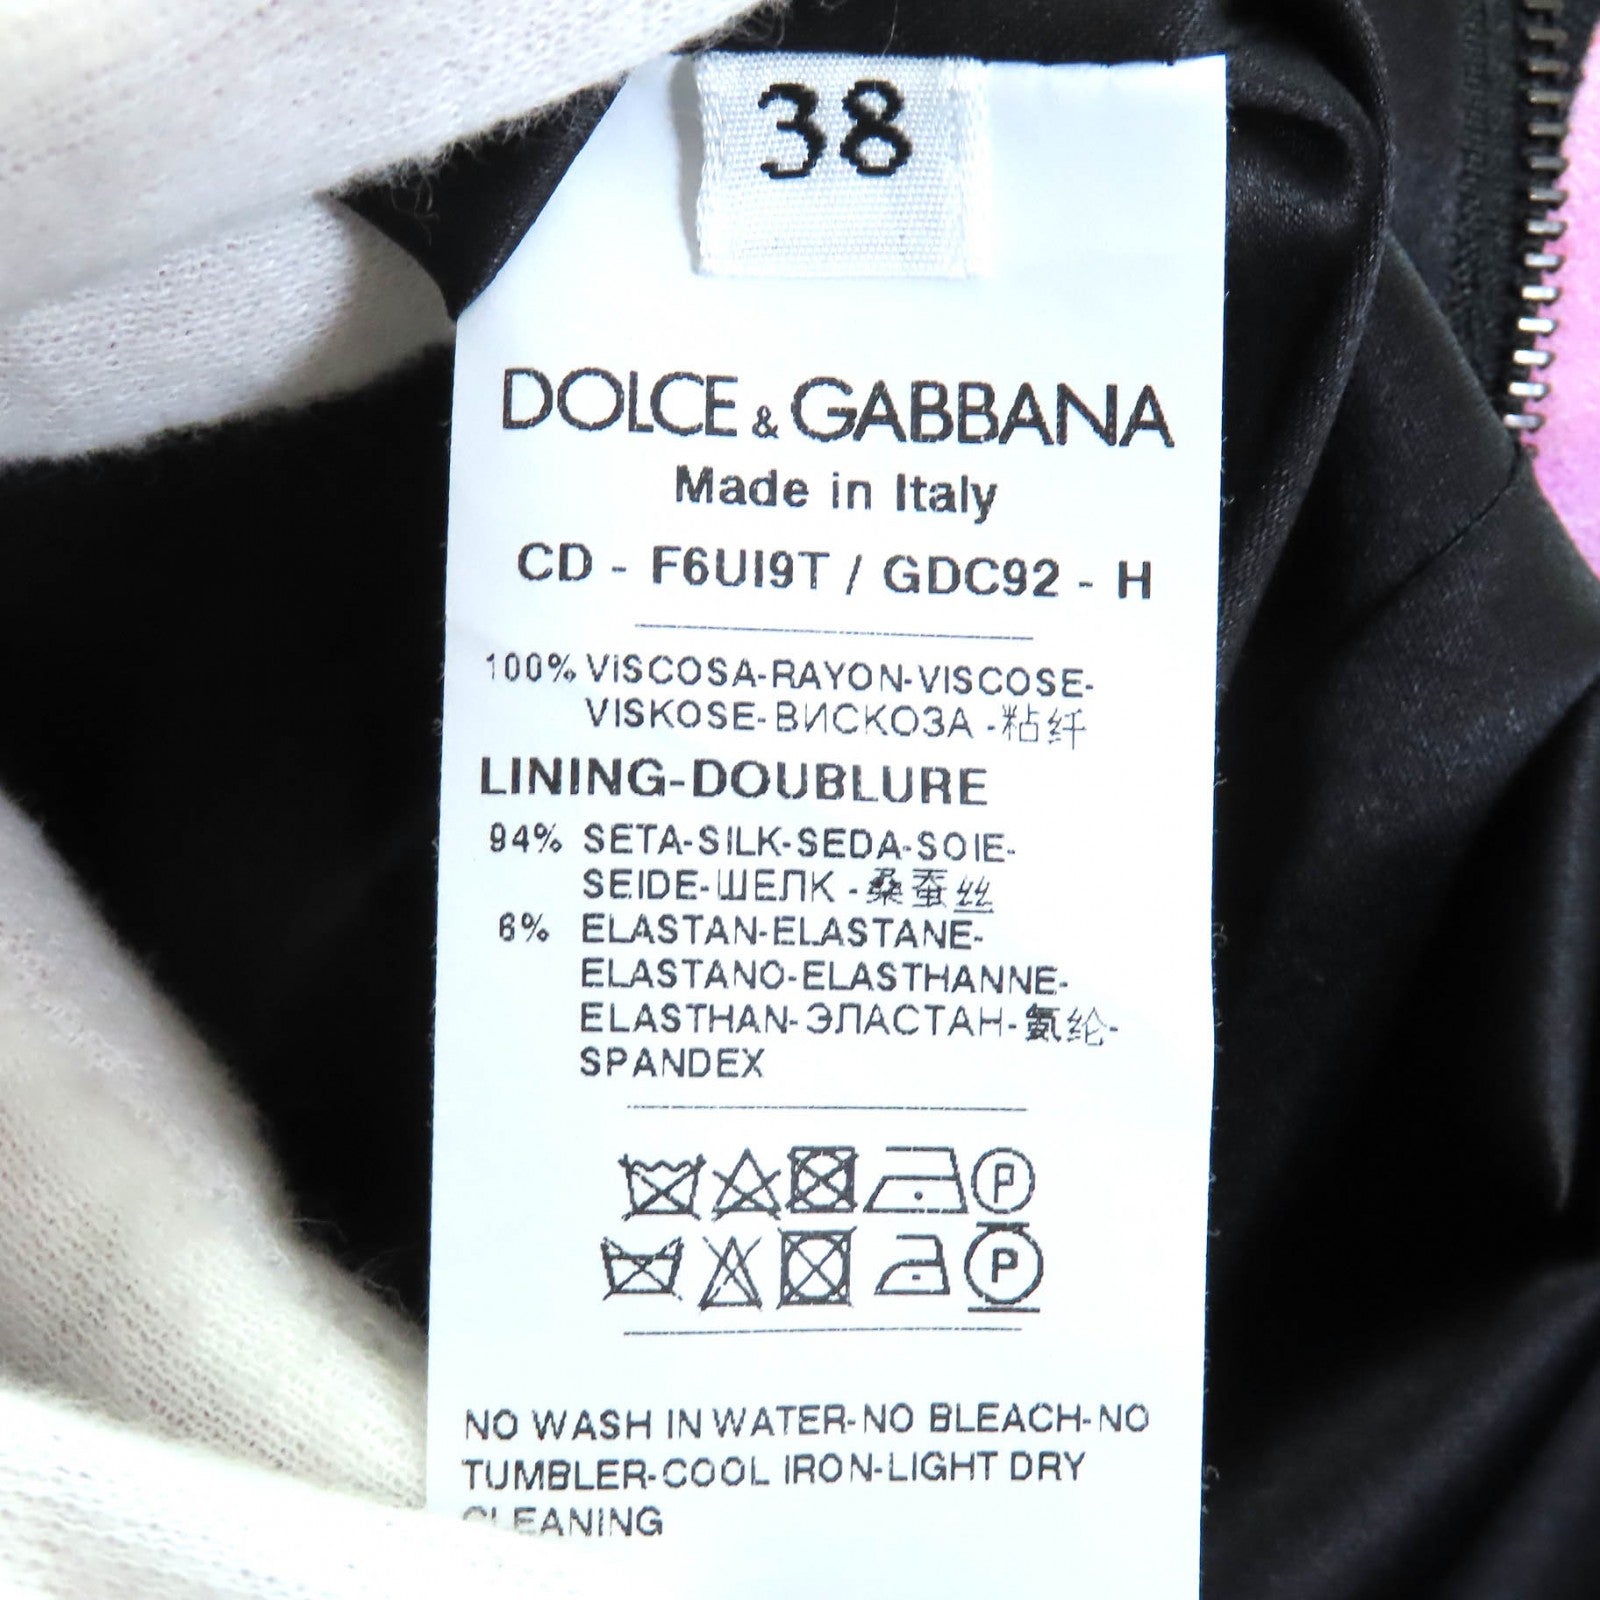 38
DOLCE & GABBANA
Made in Italy
CD - F6UI9T / GDC92 - H
100% VISCOSA-RAYON-VISCOSE-
VISKOSE-ВИСКОЗА -粘纤
LINING-DOUBLURE
94% SETA-SILK-SEDA-SOIE-
SEIDE-ШЕЛК -桑蚕丝
6% ELASTAN-ELASTANE-
ELASTANO-ELASTHANNE-
ELASTHAN-ЭЛАСТАН-氨纶-
SPANDEX
P
P
NO WASH IN WATER-NO BLEACH-NO
TUMBLER-COOL IRON-LIGHT DRY
CLEANING